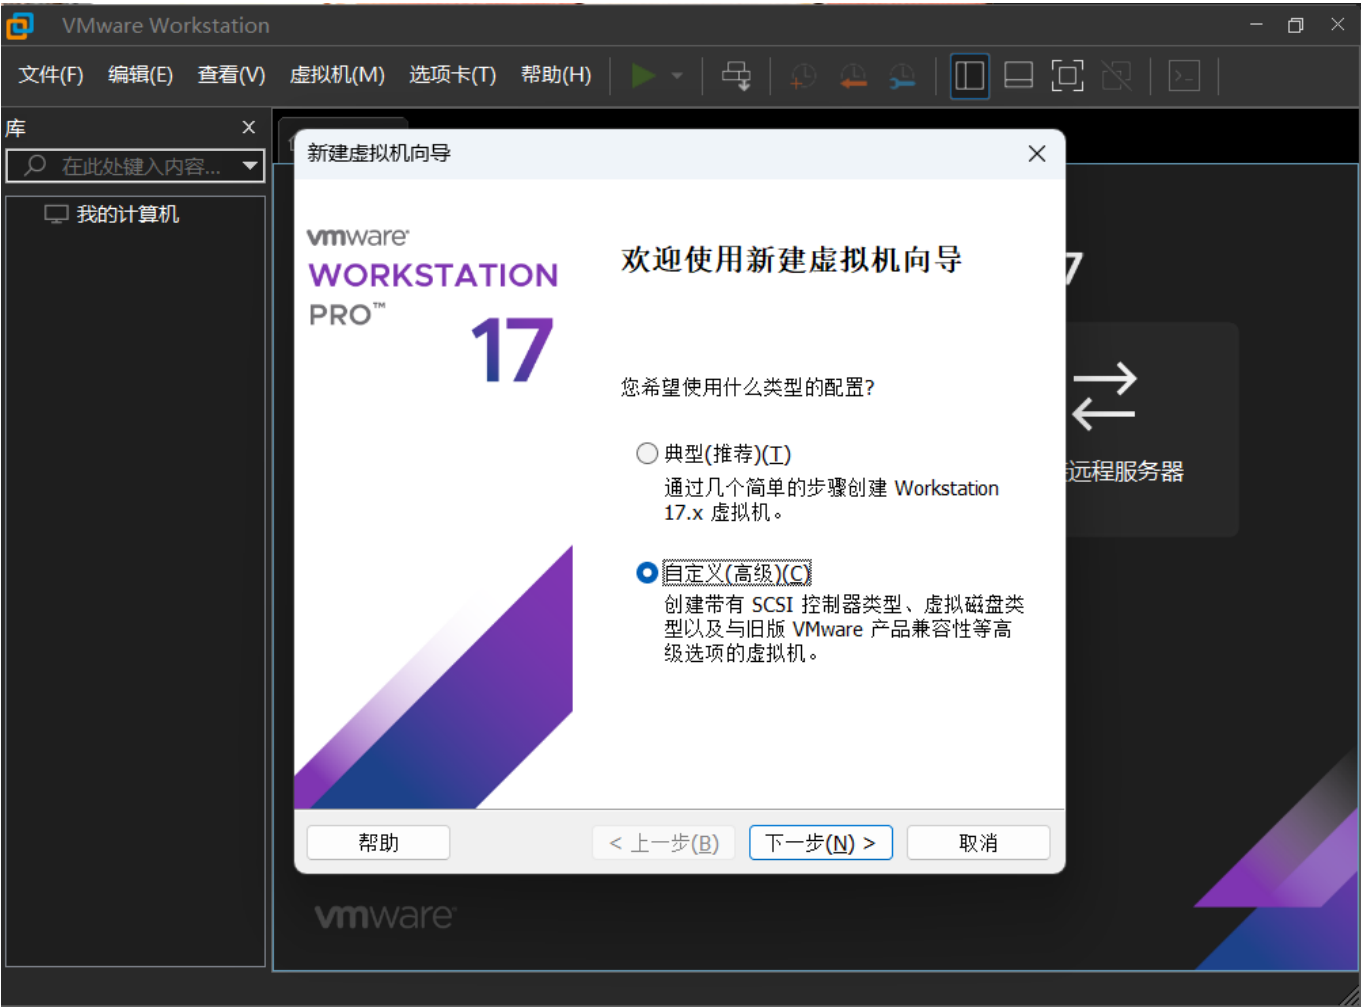 VMware Workstation
文件(F) 编辑(E) 查看(V) 虚拟机(M) 选项卡(T) 帮助(H)
库
在此处键入内容...
我的计算机
新建虚拟机向导
vmware
WORKSTATION
PRO™
17
欢迎使用新建虚拟机向导
您希望使用什么类型的配置?
典型(推荐)(T)
通过几个简单的步骤创建 Workstation
17.x 虚拟机。
自定义(高级)(C)
创建带有 SCSI 控制器类型、虚拟磁盘类
型以及与旧版 VMware 产品兼容性等高
级选项的虚拟机。
7
远程服务器
帮助
< 上一步(B)
下一步(N) >
取消
vmware